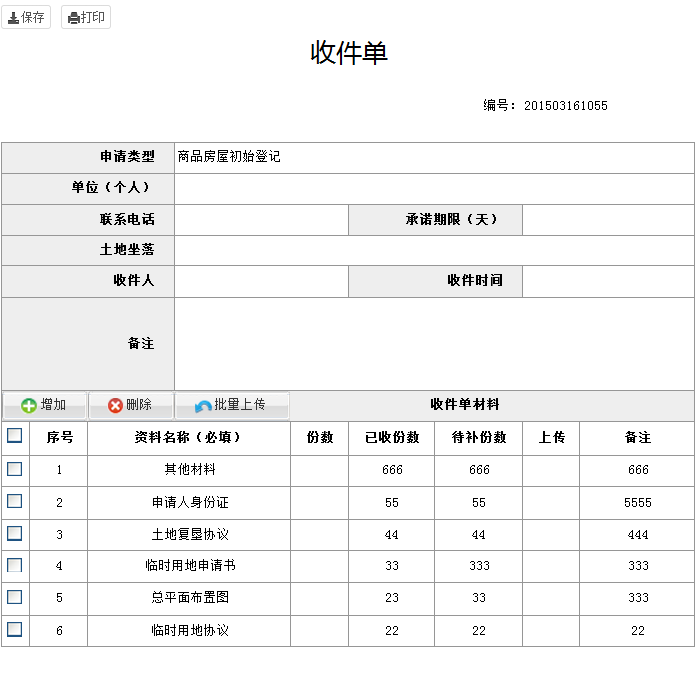 保存 打印
收件单
编号：201503161055
申请类型 商品房屋初始登记
单位（个人）
联系电话 承诺期限（天）
土地坐落
收件人 收件时间
备注
增加 删除 批量上传 收件单材料
序号 资料名称（必填） 份数 已收份数 待补份数 上传 备注
1 其他材料 666 666 666
2 申请人身份证 55 55 5555
3 土地复垦协议 44 44 444
4 临时用地申请书 33 333 333
5 总平面布置图 23 33 333
6 临时用地协议 22 22 22